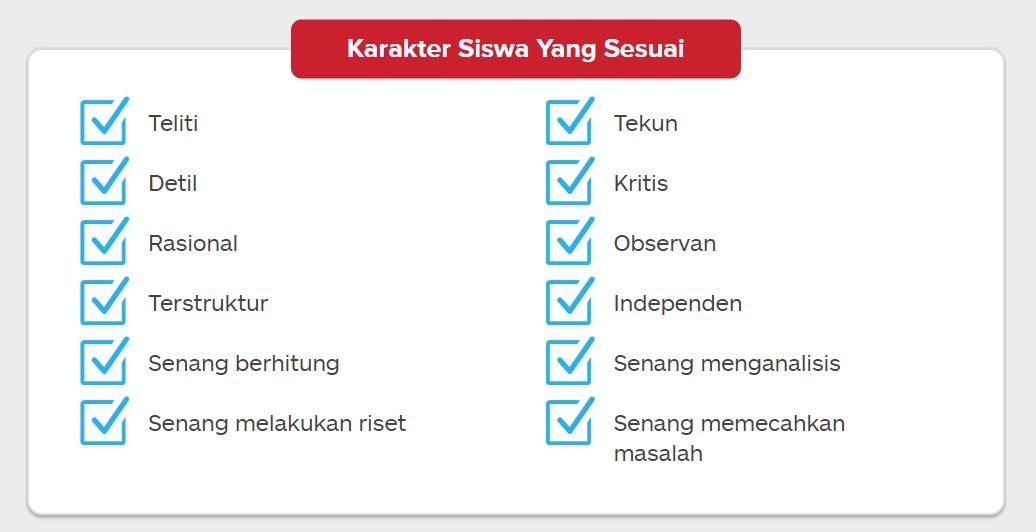 Karakter Siswa Yang Sesuai
Teliti
Detil
Rasional
Terstruktur
Senang berhitung
Senang melakukan riset
Tekun
Kritis
Observan
Independen
Senang menganalisis
Senang memecahkan
masalah